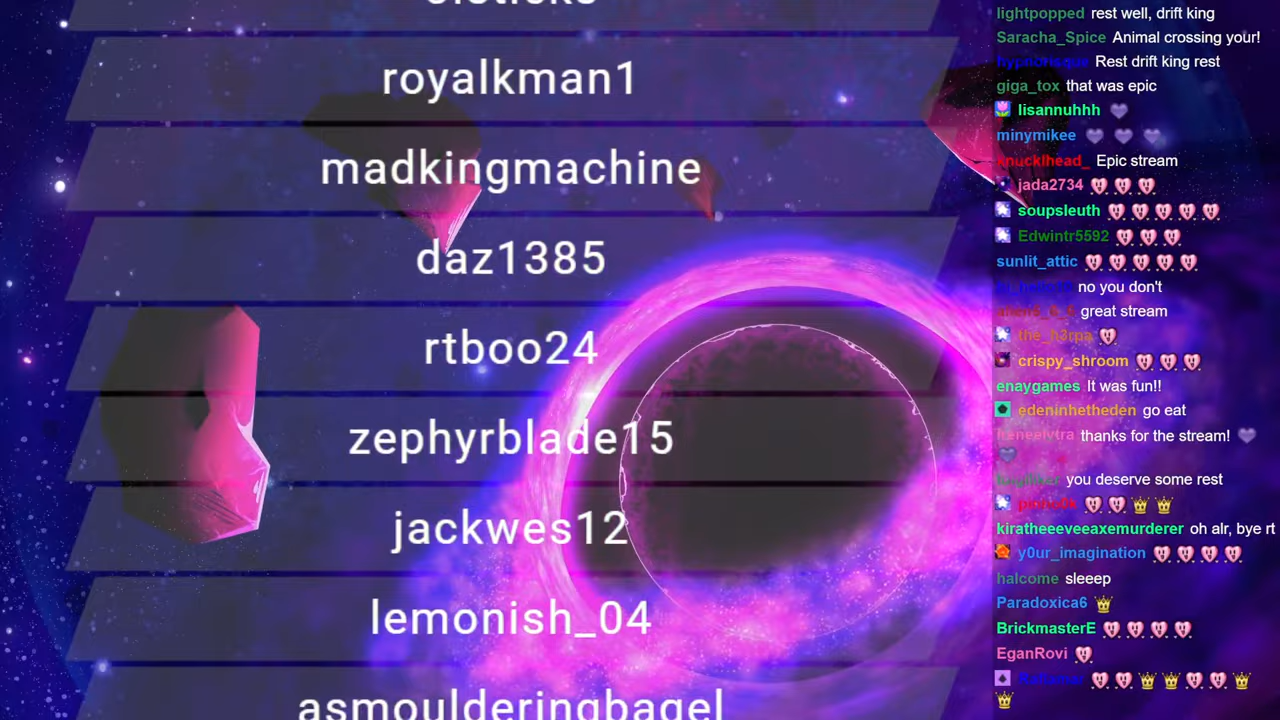 royalkman1
madkingmachine
daz1385
rtboo24
zephyrblade15
jackwes12
lemonish_04
asmoulderingbagel
lightpopped rest well, drift king
Saracha_Spice Animal crossing your!
Rest drift king rest
giga_tox that was epic
lisannuhhh
minymikee
knucklhead_ Epic stream
jada2734
soupsleuth
Edwintr5592
sunlit_attic
no you don't
great stream
the_h3rpa
crispy_shroom
enaygames It was fun!!
edeninhetheden go eat
thanks for the stream!
you deserve some rest
kiratheeeveeaxemurderer oh alr, bye rt
y0ur_imagination
halcome sleeep
Paradoxica6
BrickmasterE
EganRovi